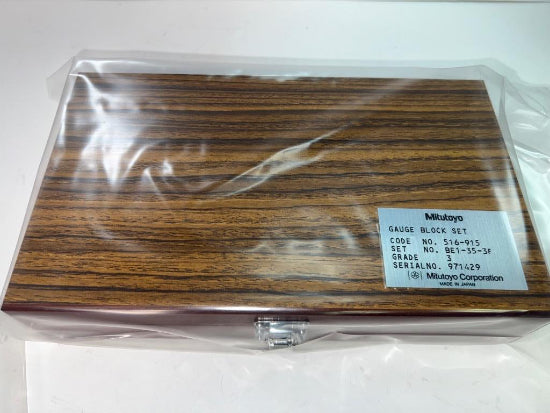 Mitutoyo
GAUGE BLOCK SET
CODE NO. 516-915
SET NO. BE1-35-3F
GRADE 3
SERIALNO. 971429
Mitutoyo Corporation
MADE IN JAPAN